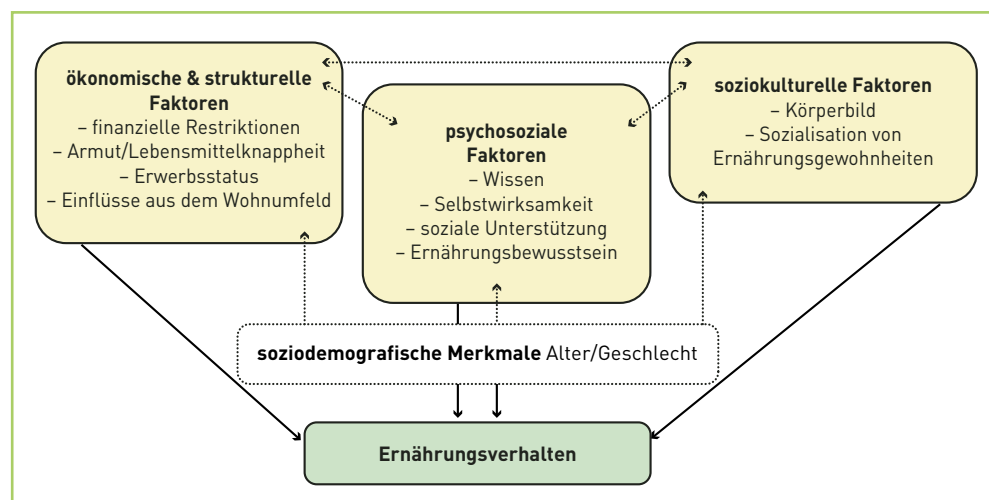 ökonomische & strukturelle
Faktoren
– finanzielle Restriktionen
– Armut/Lebensmittelknappheit
– Erwerbsstatus
– Einflüsse aus dem Wohnumfeld
psychosoziale
Faktoren
– Wissen
– Selbstwirksamkeit
– soziale Unterstützung
– Ernährungsbewusstsein
soziokulturelle Faktoren
– Körperbild
– Sozialisation von
Ernährungsgewohnheiten
soziodemografische Merkmale Alter/Geschlecht
Ernährungsverhalten